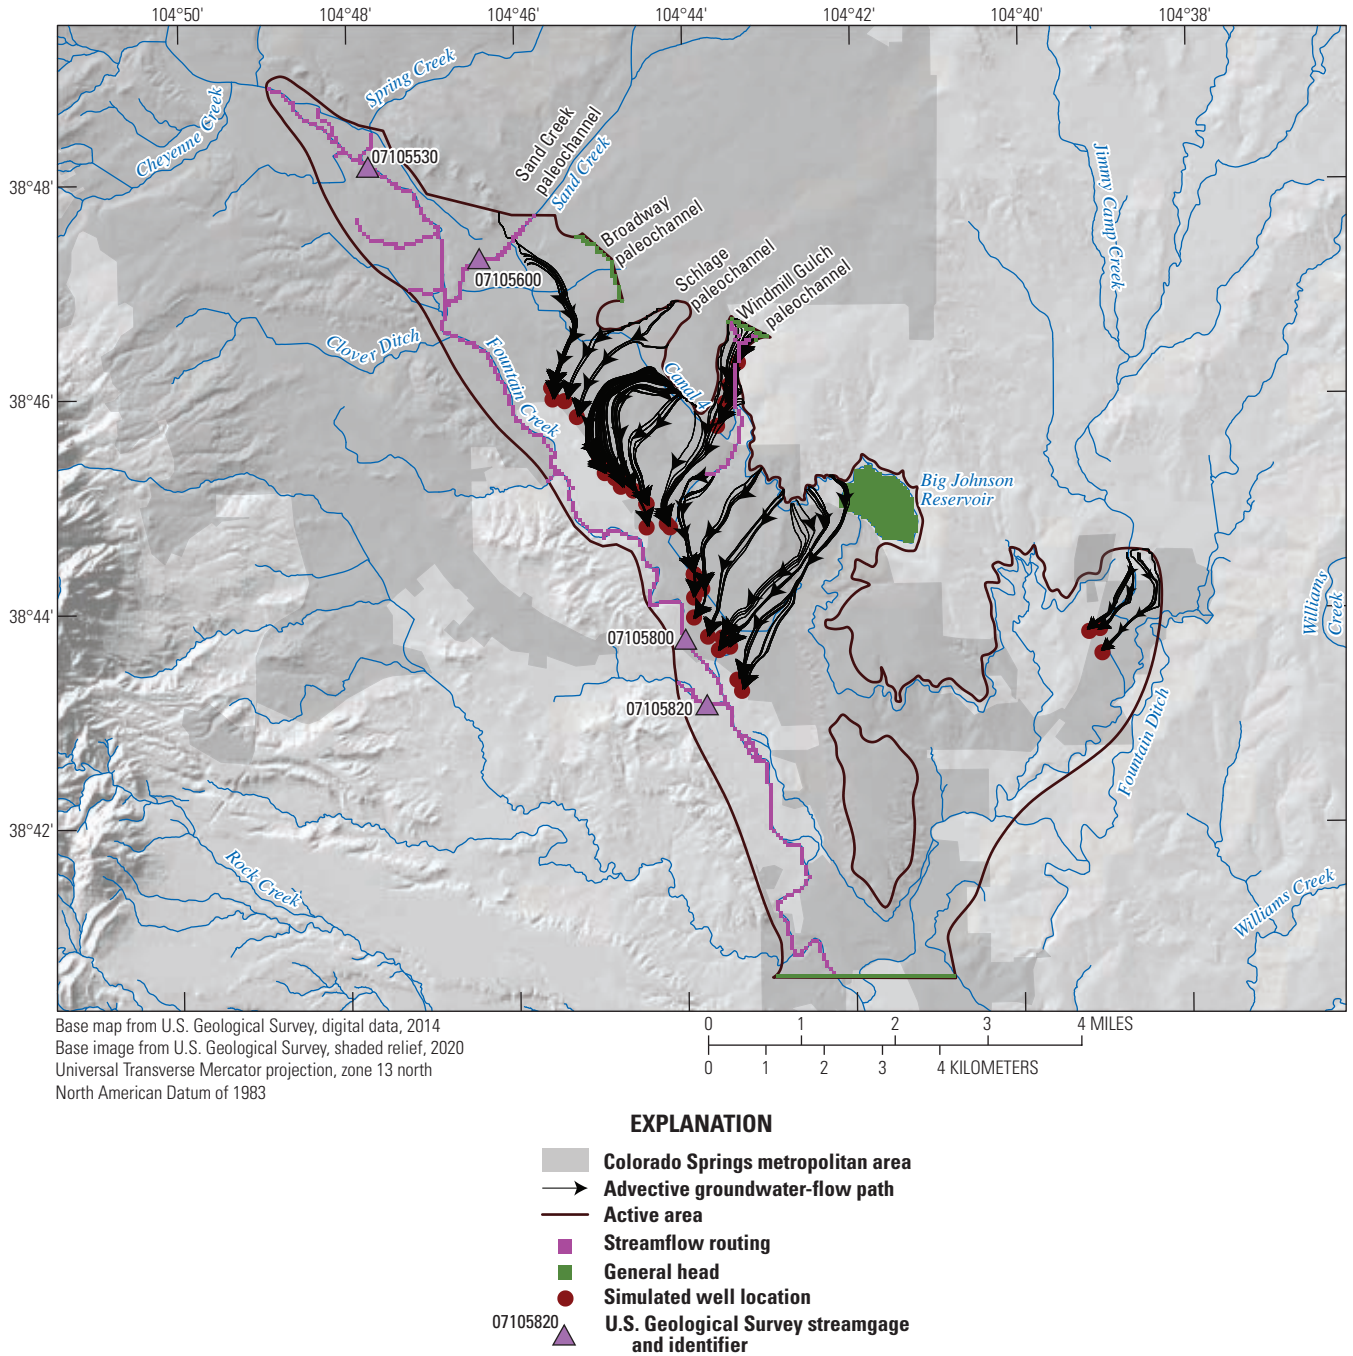 104°50'
104°48'
104°46'
104°44'
104°42'
104°40'
104°38'
38°48'
38°46'
38°44'
38°42'
Cheyenne Creek
Spring Creek
07105530
Sand Creek
paleochannel
Sand Creek
Broadway
paleochannel
07105600
Schlage
paleochannel
Windmill Gulch
paleochannel
Jimmy Camp Creek
Clover Ditch
Fountain Creek
Canal 4
Big Johnson
Reservoir
Williams
Creek
07105800
07105820
Fountain Ditch
Rock Creek
Williams Creek
Base map from U.S. Geological Survey, digital data, 2014
Base image from U.S. Geological Survey, shaded relief, 2020
Universal Transverse Mercator projection, zone 13 north
North American Datum of 1983
0 1 2 3 4 MILES
0 1 2 3 4 KILOMETERS
EXPLANATION
Colorado Springs metropolitan area
Advective groundwater-flow path
Active area
Streamflow routing
General head
Simulated well location
07105820
U.S. Geological Survey streamgage
and identifier